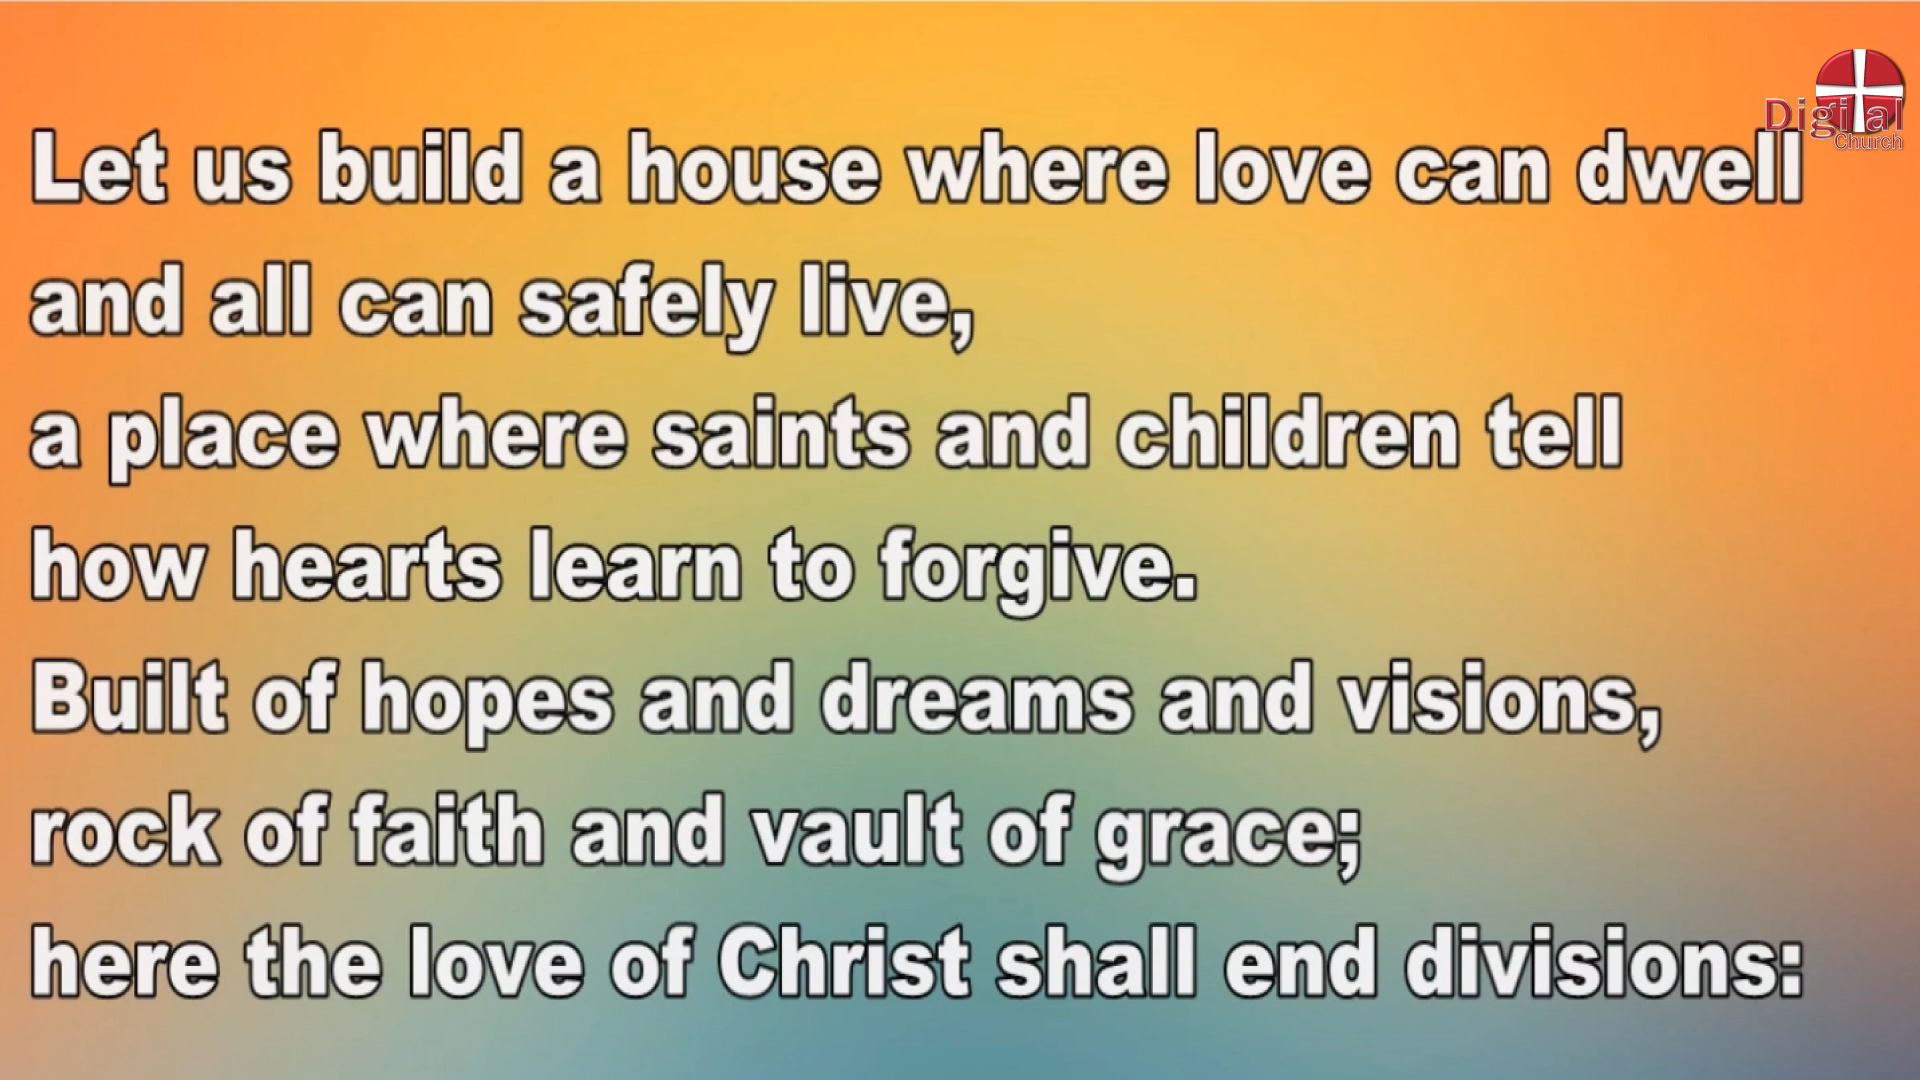 Digital
Church
Let us build a house where love can dwell
and all can safely live,
a place where saints and children tell
how hearts learn to forgive.
Built of hopes and dreams and visions,
rock of faith and vault of grace;
here the love of Christ shall end divisions: